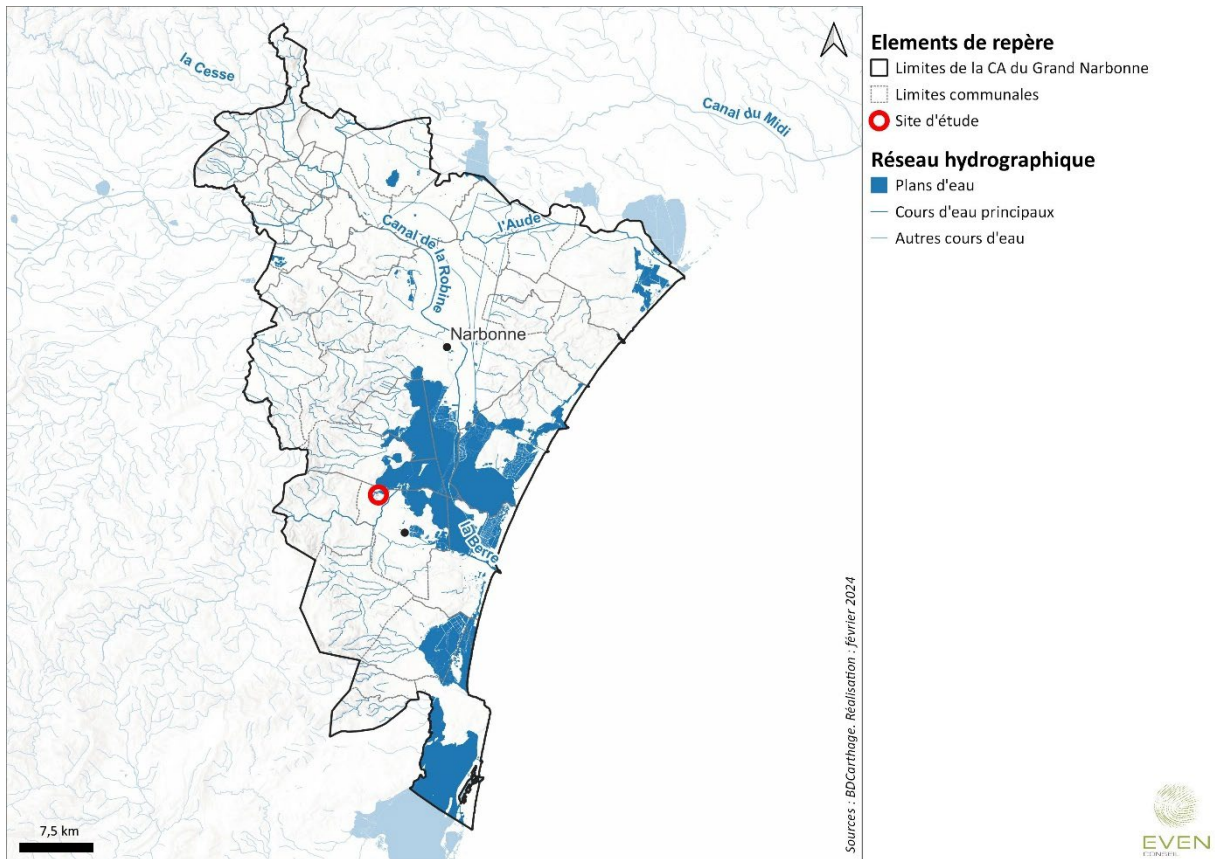 la Cesse
Canal du Midi
l'Aude
Canal de la Robine
Narbonne
la Berre
7,5 km
Sources : BDCarthage. Réalisation : février 2024
Elements de repère
Limites de la CA du Grand Narbonne
Limites communales
Site d'étude
Réseau hydrographique
Plans d'eau
Cours d'eau principaux
Autres cours d'eau
EVEN
CONSEIL